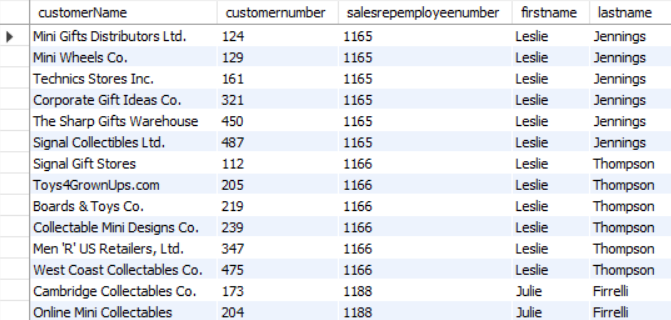 customerName customernumber salesrepemployeenumber firstname lastname
Mini Gifts Distributors Ltd. 124 1165 Leslie Jennings
Mini Wheels Co. 129 1165 Leslie Jennings
Technics Stores Inc. 161 1165 Leslie Jennings
Corporate Gift Ideas Co. 321 1165 Leslie Jennings
The Sharp Gifts Warehouse 450 1165 Leslie Jennings
Signal Collectibles Ltd. 487 1165 Leslie Jennings
Signal Gift Stores 112 1166 Leslie Thompson
Toys4GrownUps.com 205 1166 Leslie Thompson
Boards & Toys Co. 219 1166 Leslie Thompson
Collectable Mini Designs Co. 239 1166 Leslie Thompson
Men 'R' US Retailers, Ltd. 347 1166 Leslie Thompson
West Coast Collectables Co. 475 1166 Leslie Thompson
Cambridge Collectables Co. 173 1188 Julie Firrelli
Online Mini Collectables 204 1188 Julie Firrelli